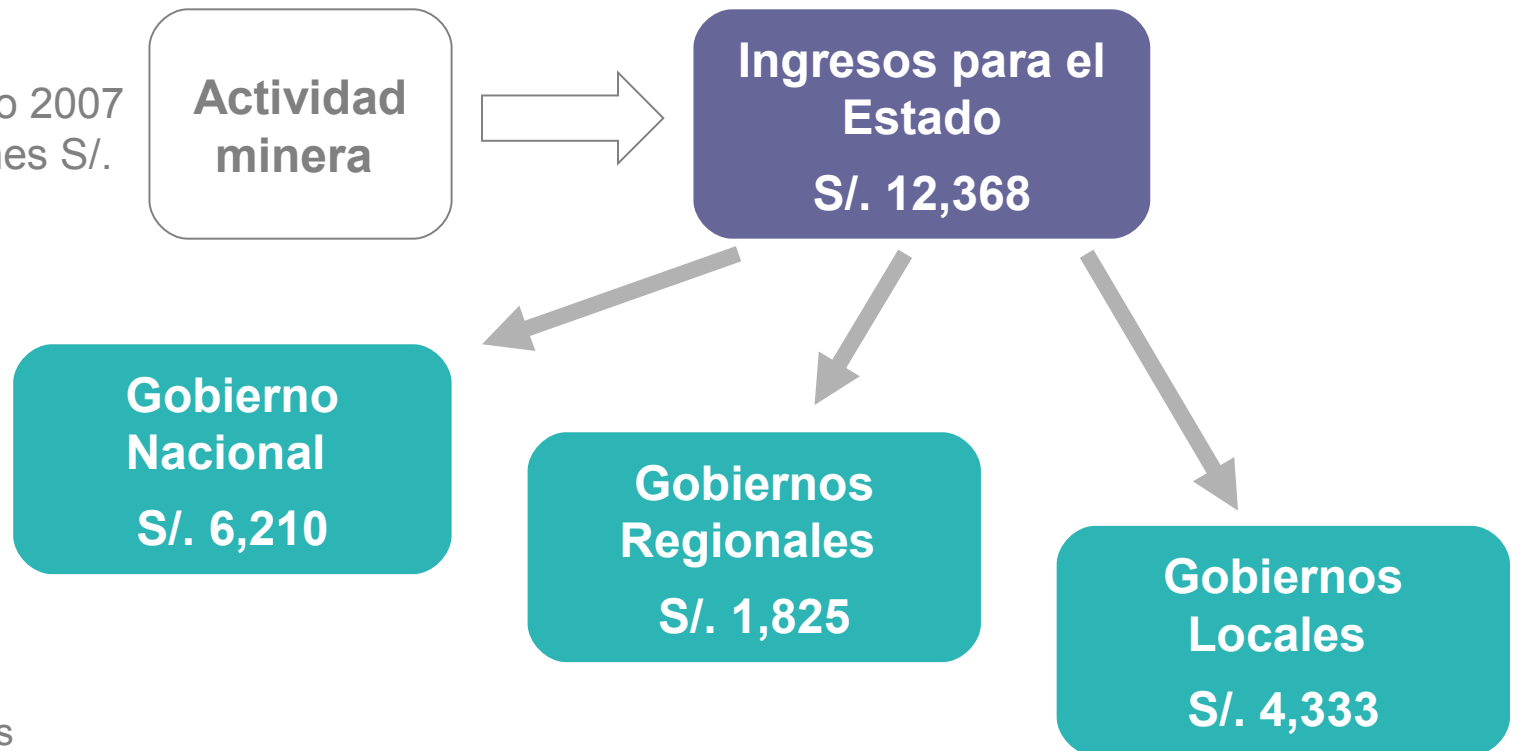 Ingresos para el
Estado
S/. 12,368
Actividad
minera
2007
S/.
Gobierno
Nacional
S/. 6,210
Gobiernos
Regionales
S/. 1,825
Gobiernos
Locales
S/. 4,333